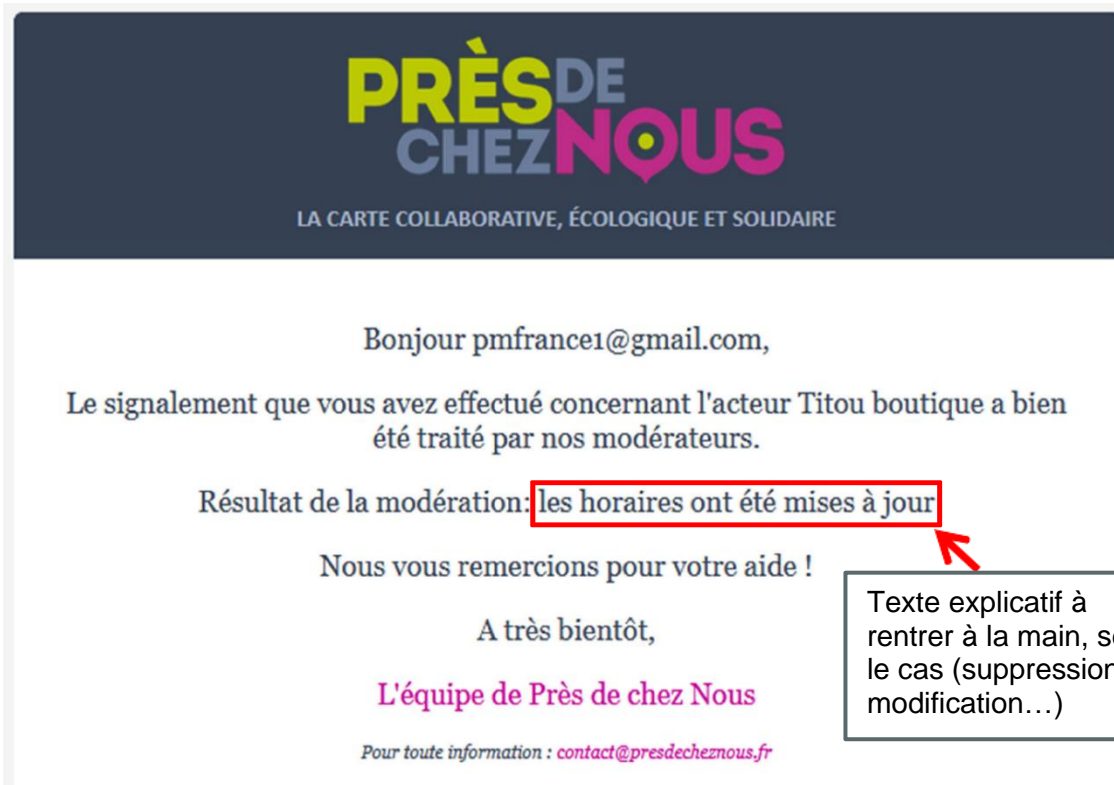 PRÈS DE
CHEZ NOUS
LA CARTE COLLABORATIVE, ÉCOLOGIQUE ET SOLIDAIRE
Bonjour pmfrance1@gmail.com,
Le signalement que vous avez effectué concernant l'acteur Titou boutique a bien
été traité par nos modérateurs.
Résultat de la modération: les horaires ont été mises à jour
Nous vous remercions pour votre aide !
A très bientôt,
L'équipe de Près de chez Nous
Pour toute information : contact@presdecheznous.fr
Texte explicatif à
rentrer à la main,
le cas (suppression
modification…)